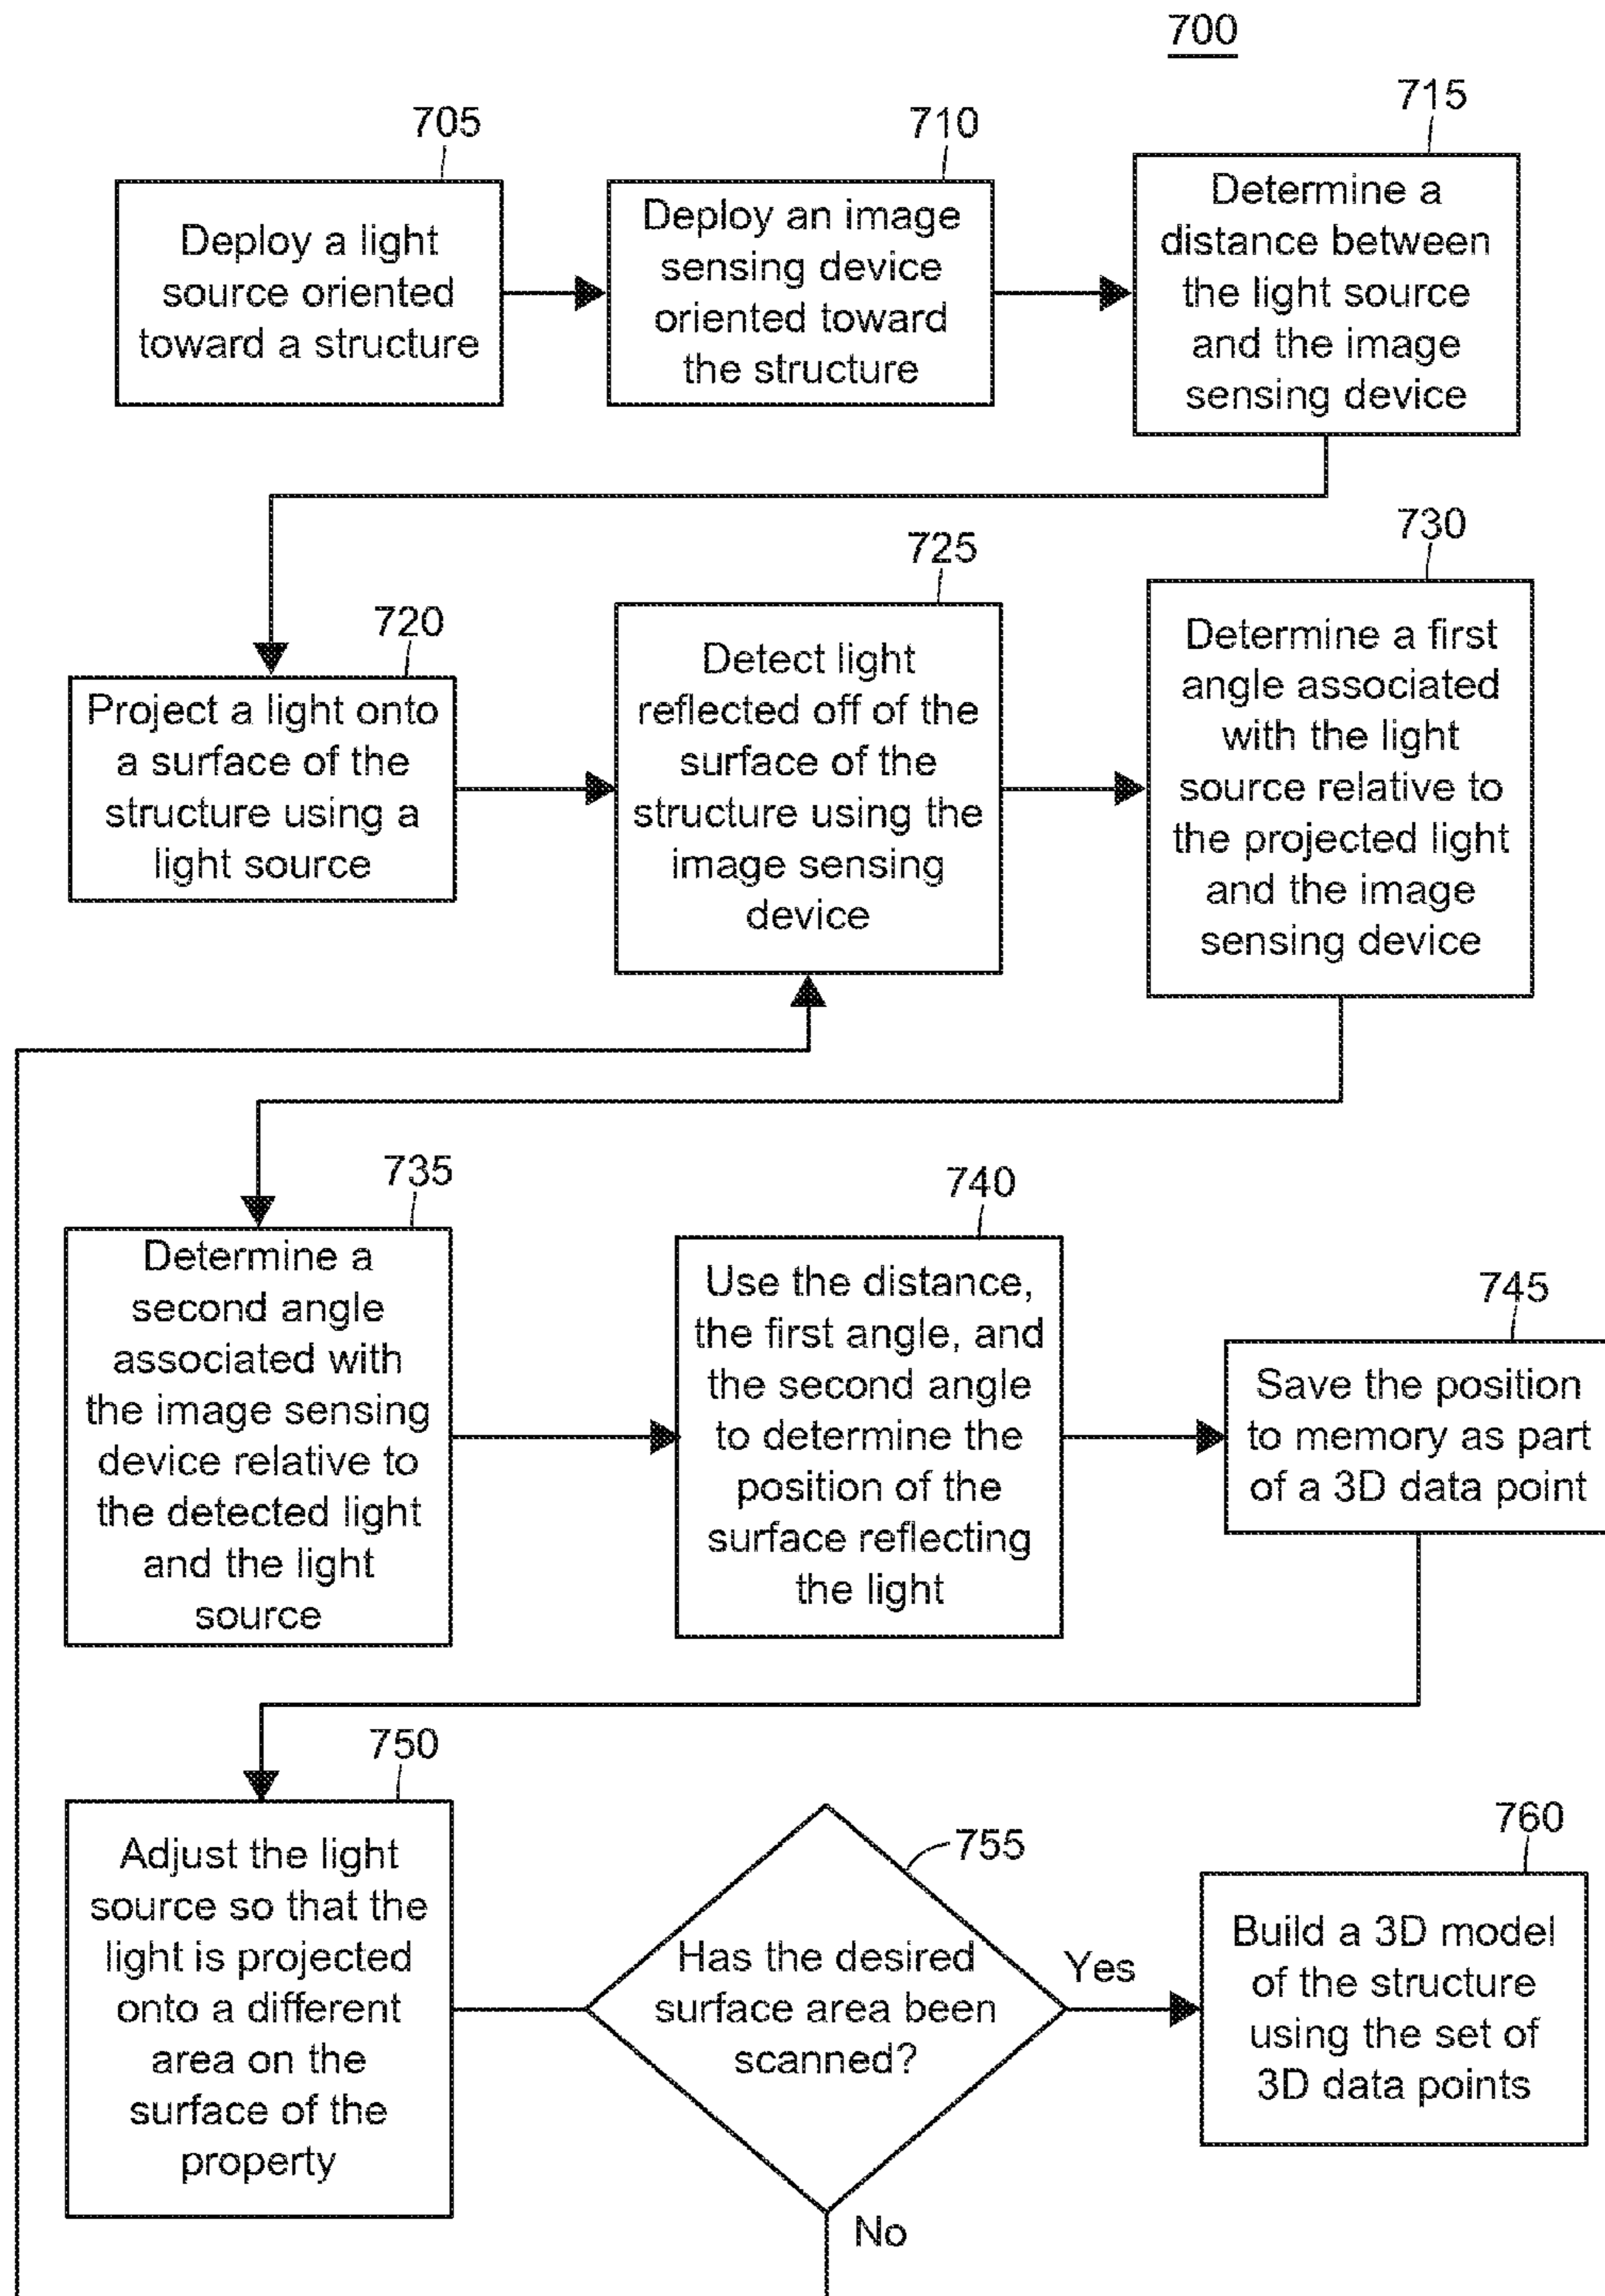 700
705
Deploy a light
source oriented
toward a structure
710
Deploy an image
sensing device
oriented toward
the structure
715
Determine a
distance between
the light source
and the image
sensing device
720
Project a light onto
a surface of the
structure using a
light source
725
Detect light
reflected off of the
surface of the
structure using the
image sensing
device
730
Determine a first
angle associated
with the light
source relative to
the projected light
and the image
sensing device
735
Determine a
second angle
associated with
the image sensing
device relative to
the detected light
and the light
source
740
Use the distance,
the first angle, and
the second angle
to determine the
position of the
surface reflecting
the light
745
Save the position
to memory as part
of a 3D data point
750
Adjust the light
source so that the
light is projected
onto a different
area on the
surface of the
property
755
Has the desired
surface area been
scanned?
Yes
No
760
Build a 3D model
of the structure
using the set of
3D data points